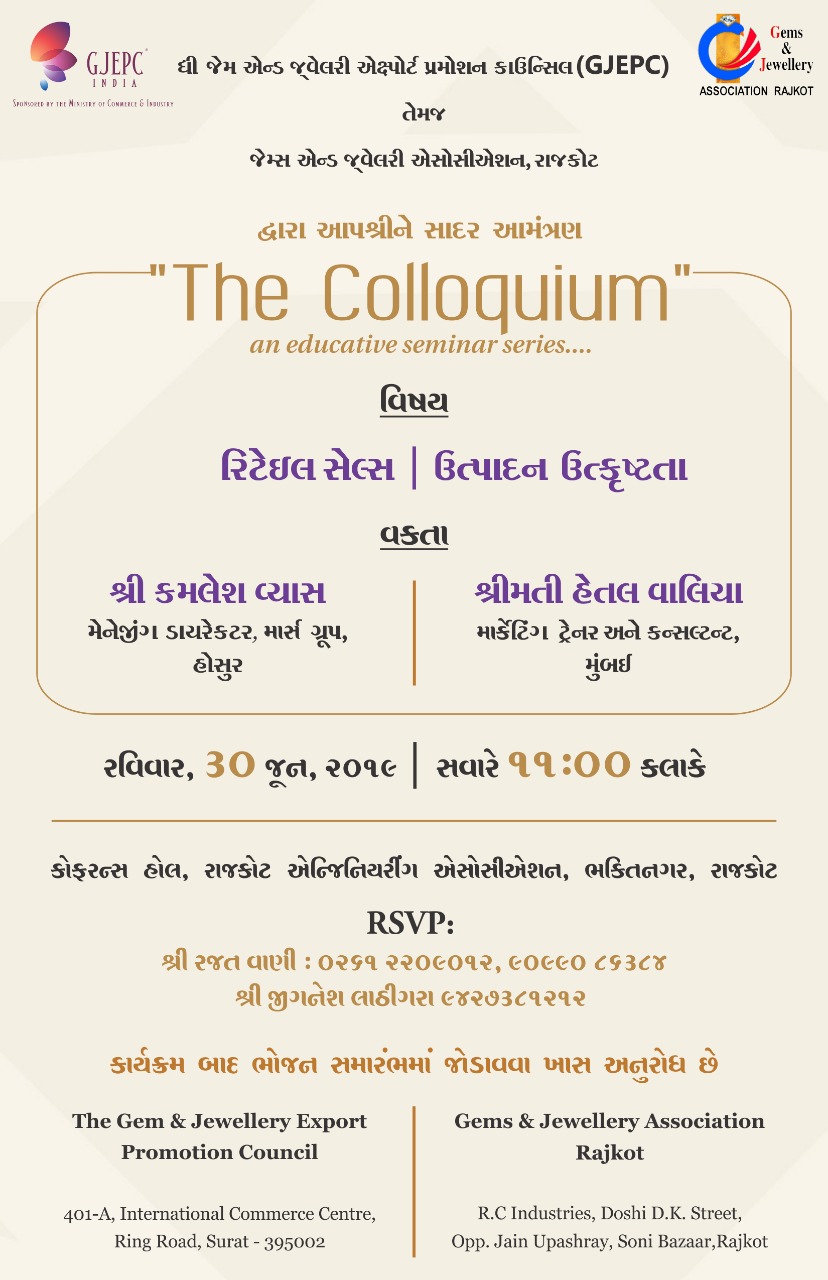 GJEPC
INDIA
SPONSORED BY THE MINISTRY OF COMMERCE & INDUSTRY
ધી જેમ એન્ડ જ્વેલરી એક્ષ્પોર્ટ પ્રમોશન કાઉન્સિલ (GJEPC)
Gems
&
Jewellery
ASSOCIATION RAJKOT
તેમજ
જેમ્સ એન્ડ જ્વેલરી એસોસીએશન, રાજકોટ
દ્વારા આપશ્રીને સાદર આમંત્રણ
"The Colloquium"
an educative seminar series....
વિષય
રિટેઇલ સેલ્સ | ઉત્પાદન ઉત્કૃષ્ટતા
વકતા
શ્રી કમલેશ વ્યાસ
મેનેજીંગ ડાયરેકટર, માર્સ ગ્રૂપ,
હોસુર
શ્રીમતી હેતલ વાલિયા
માર્કેટિંગ ટ્રેનર અને કન્સલ્ટન્ટ,
મુંબઈ
રવિવાર, 30 જૂન, ૨૦૧૯ | સવારે ૧૧:૦૦ કલાકે
કોફરન્સ હોલ, રાજકોટ એન્જિનિયરીંગ એસોસીએશન, ભકિતનગર, રાજકોટ
RSVP:
શ્રી રજત વાણી : ૦૨૬૧ ૨૨૦૯૦૧૨, ૯૦૯૯૦ ૮૬૩૮૪
શ્રી જીગનેશ લાઠીગરા ૯૪૨૭૩૮૧૨૧૨
કાર્યક્રમ બાદ ભોજન સમારંભમાં જોડાવવા ખાસ અનુરોધ છે
The Gem & Jewellery Export
Promotion Council
401-A, International Commerce Centre,
Ring Road, Surat - 395002
Gems & Jewellery Association
Rajkot
R.C Industries, Doshi D.K. Street,
Opp. Jain Upashray, Soni Bazaar,Rajkot